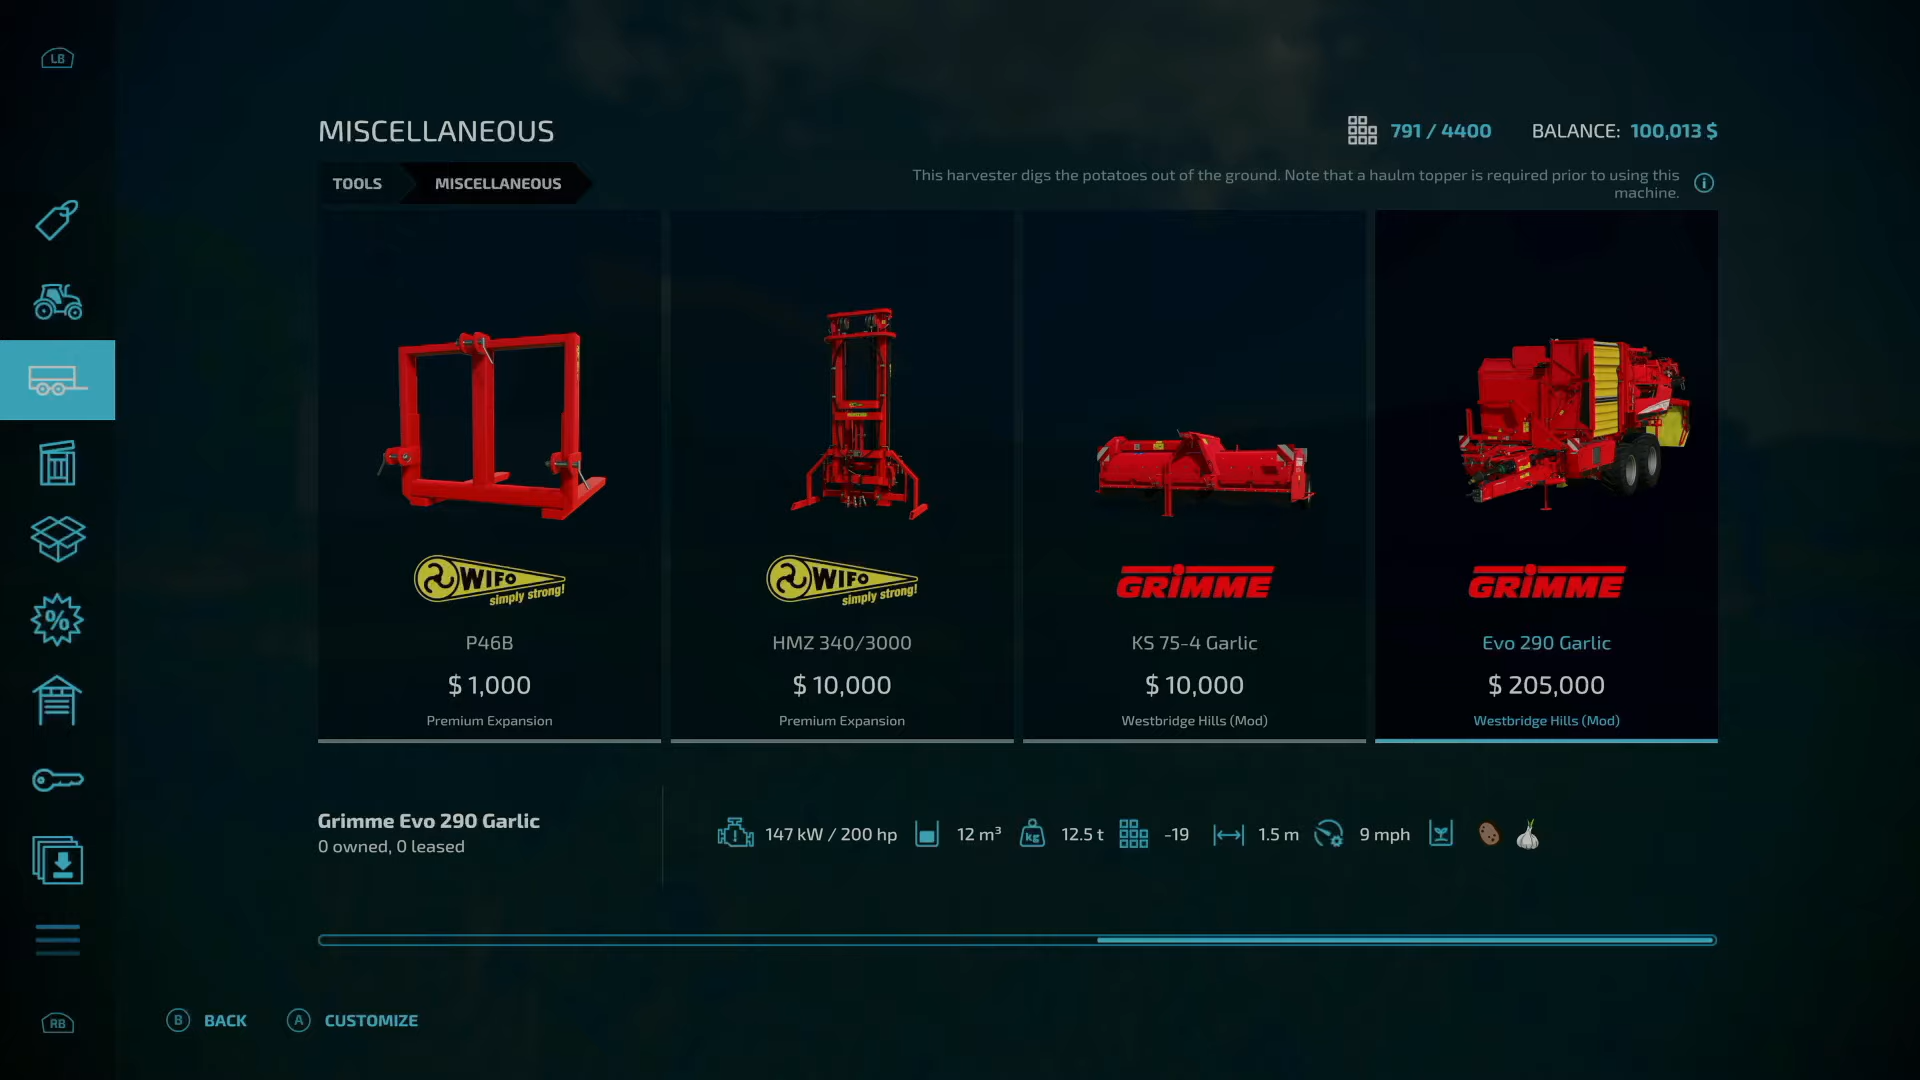 LB
MISCELLANEOUS
791 / 4400
BALANCE: 100,013 $
TOOLS
MISCELLANEOUS
This harvester digs the potatoes out of the ground. Note that a haulm topper is required prior to using this
machine.
WIFO
simply strong!
WIFO
simply strong!
GRIMME
GRIMME
P46B
HMZ 340/3000
KS 75-4 Garlic
Evo 290 Garlic
$ 1,000
$ 10,000
$ 10,000
$ 205,000
Premium Expansion
Premium Expansion
Westbridge Hills (Mod)
Westbridge Hills (Mod)
Grimme Evo 290 Garlic
0 owned, 0 leased
147 kW / 200 hp
12 m³
kg
12.5 t
-19
1.5 m
9 mph
%
RB
B BACK
A CUSTOMIZE